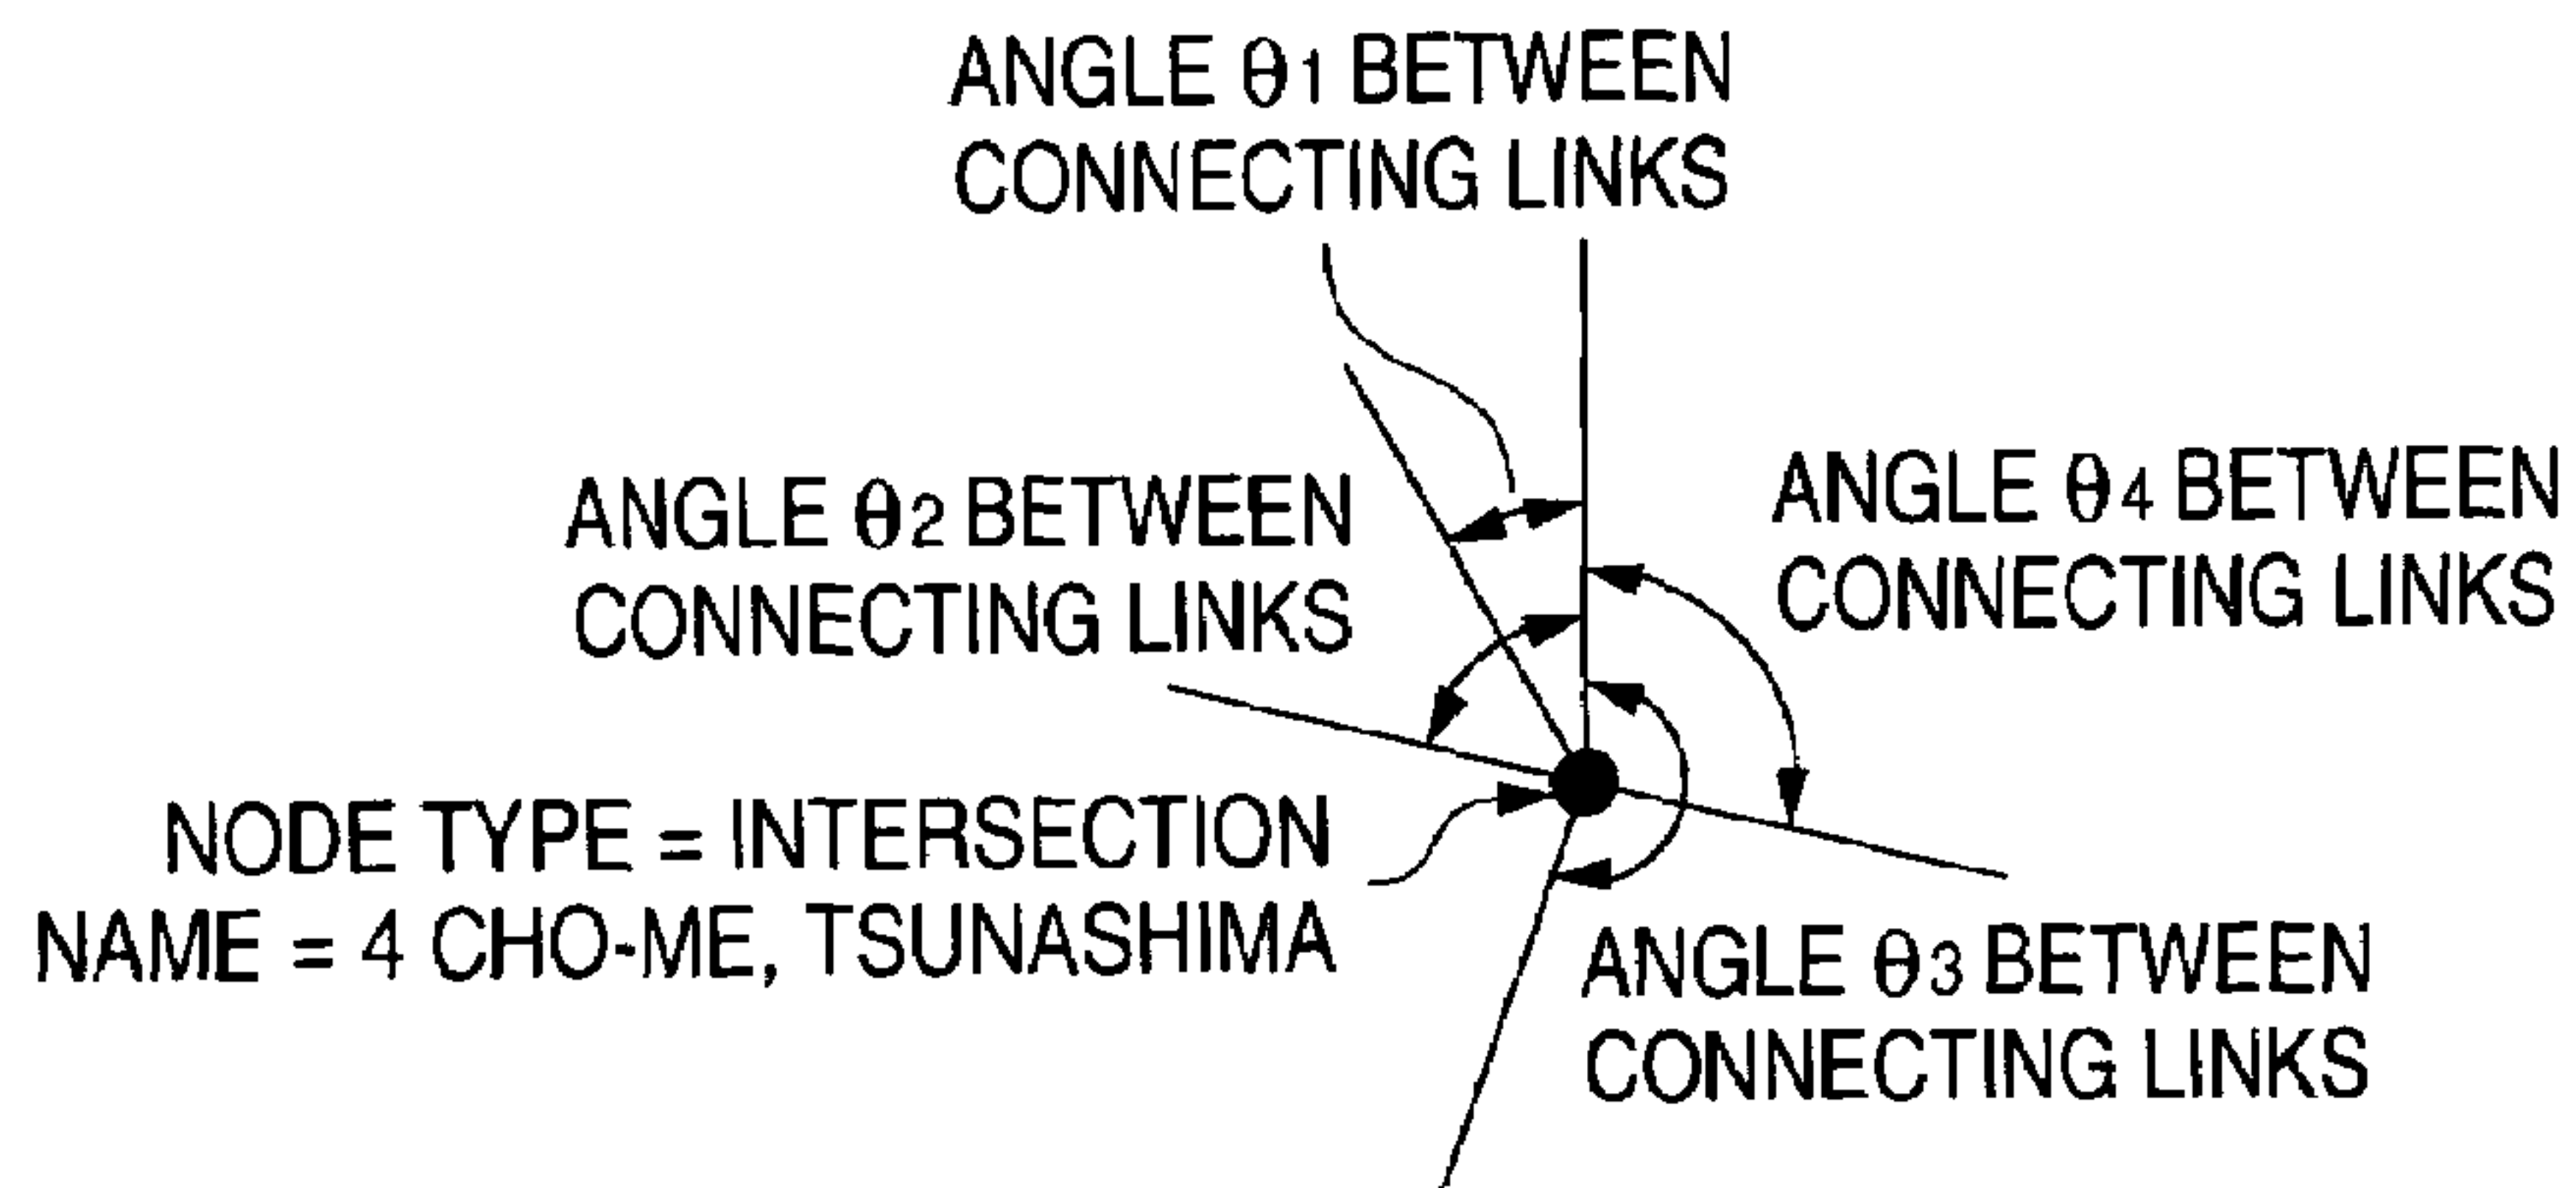 ANGLE θ1 BETWEEN
CONNECTING LINKS
ANGLE θ2 BETWEEN
CONNECTING LINKS
ANGLE θ4 BETWEEN
CONNECTING LINKS
NODE TYPE = INTERSECTION
NAME = 4 CHO-ME, TSUNASHIMA
ANGLE θ3 BETWEEN
CONNECTING LINKS